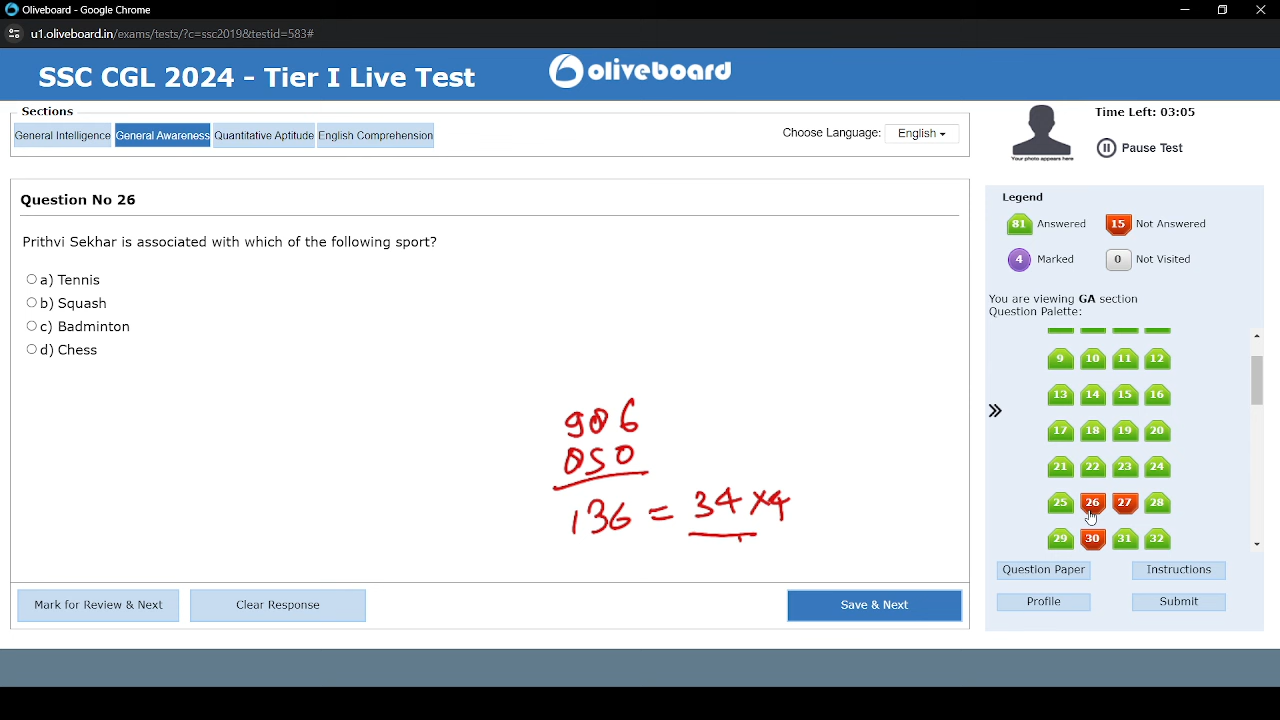 Oliveboard - Google Chrome
u1.oliveboard.in/exams/tests/?c=ssc2019&testid=583#
SSC CGL 2024 - Tier I Live Test
oliveboard
Sections
General Intelligence General Awareness Quantitative Aptitude English Comprehension
Choose Language: English
Your photo appears here
Time Left: 03:05
Pause Test
Question No 26
Prithvi Sekhar is associated with which of the following sport?
a) Tennis
b) Squash
c) Badminton
d) Chess
136 = 34 x 4
Mark for Review & Next Clear Response Save & Next
Legend
81 Answered 15 Not Answered
4 Marked 0 Not Visited
You are viewing GA section
Question Palette:
9 10 11 12
13 14 15 16
17 18 19 20
21 22 23 24
25 26 27 28
29 30 31 32
Question Paper Instructions
Profile Submit